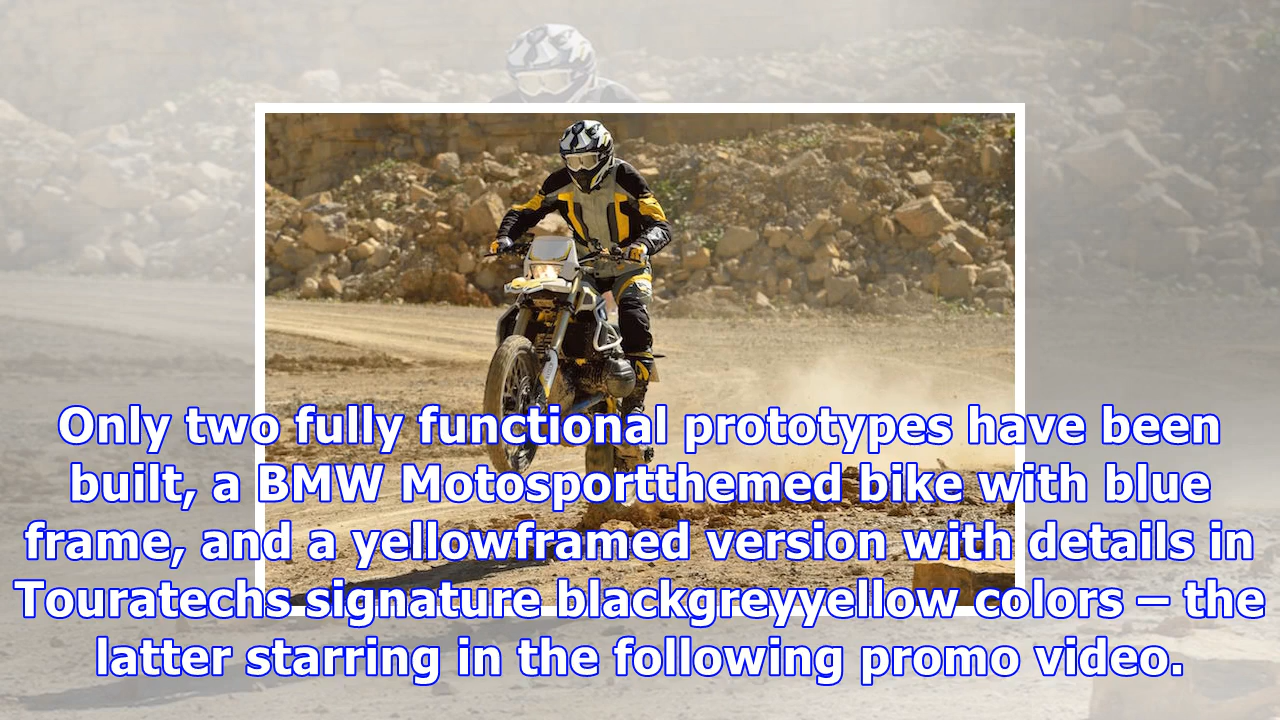 Only two fully functional prototypes have been
built, a BMW Motosportthemed bike with blue
frame, and a yellowframed version with details in
Touratechs signature blackgreyyellow colors – the
latter starring in the following promo video.